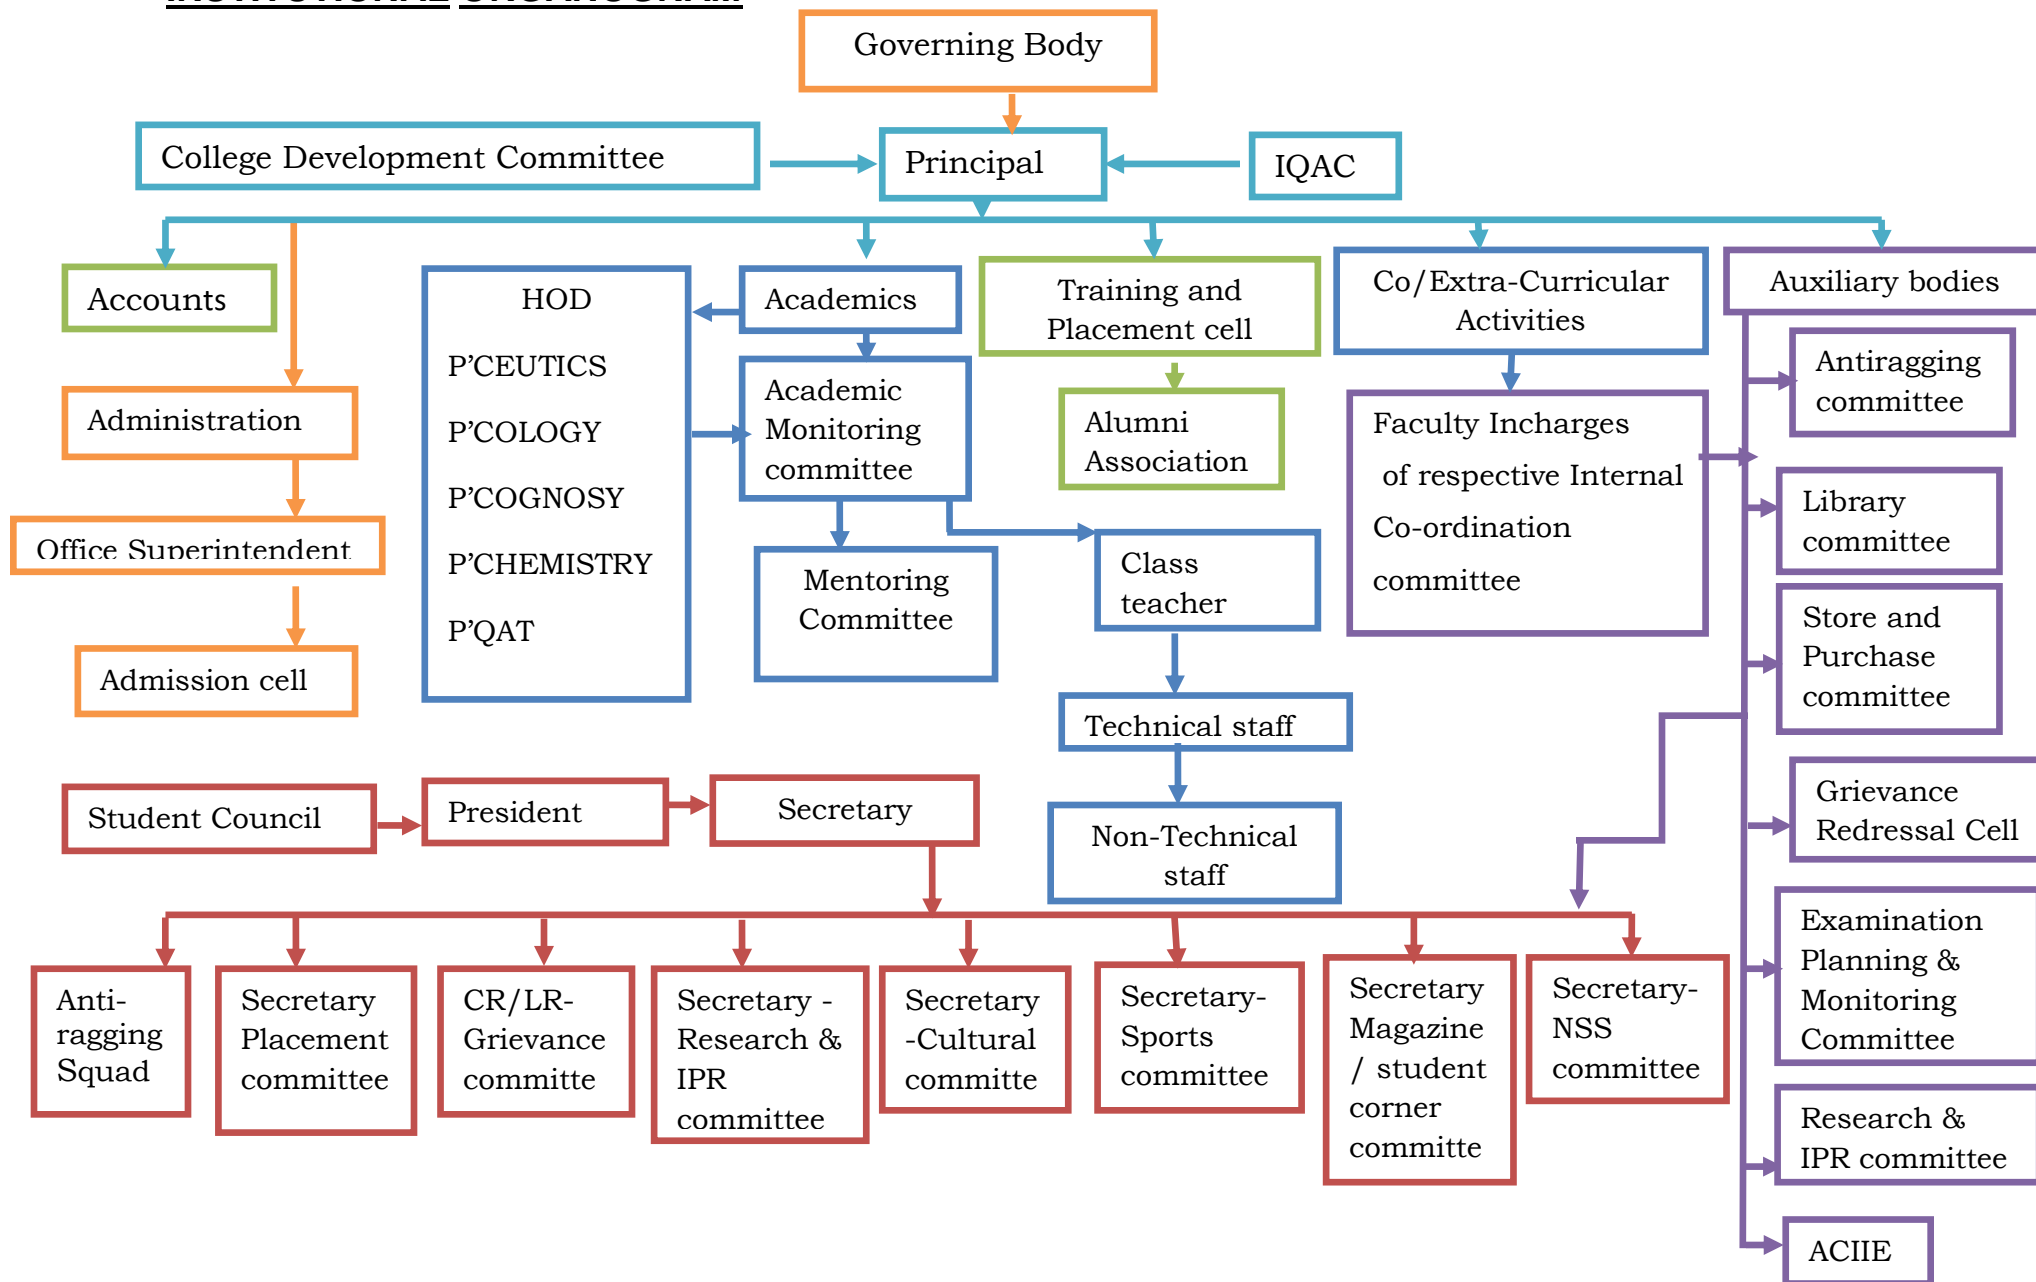 INSTITUTIONAL ORGANOGRAM
Governing Body
College Development Committee
Principal
IQAC
Accounts
HOD
P'CEUTICS
P'COLOGY
P'COGNOSY
P'CHEMISTRY
P'QAT
Academics
Training and
Placement cell
Co/Extra-Curricular
Activities
Auxiliary bodies
Administration
Academic
Monitoring
committee
Alumni
Association
Faculty Incharges
of respective Internal
Co-ordination
committee
Antiragging
committee
Office Superintendent
Library
committee
Mentoring
Committee
Class
teacher
Admission cell
Store and
Purchase
committee
Technical staff
Student Council
President
Secretary
Non-Technical
staff
Grievance
Redressal Cell
Examination
Planning &
Monitoring
Committee
Anti-
ragging
Squad
Secretary
Placement
committee
CR/LR-
Grievance
committe
Secretary -
Research &
IPR
committee
Secretary
-Cultural
committe
Secretary-
Sports
committee
Secretary
Magazine
/ student
corner
committe
Secretary-
NSS
committee
Research &
IPR committee
ACIIE